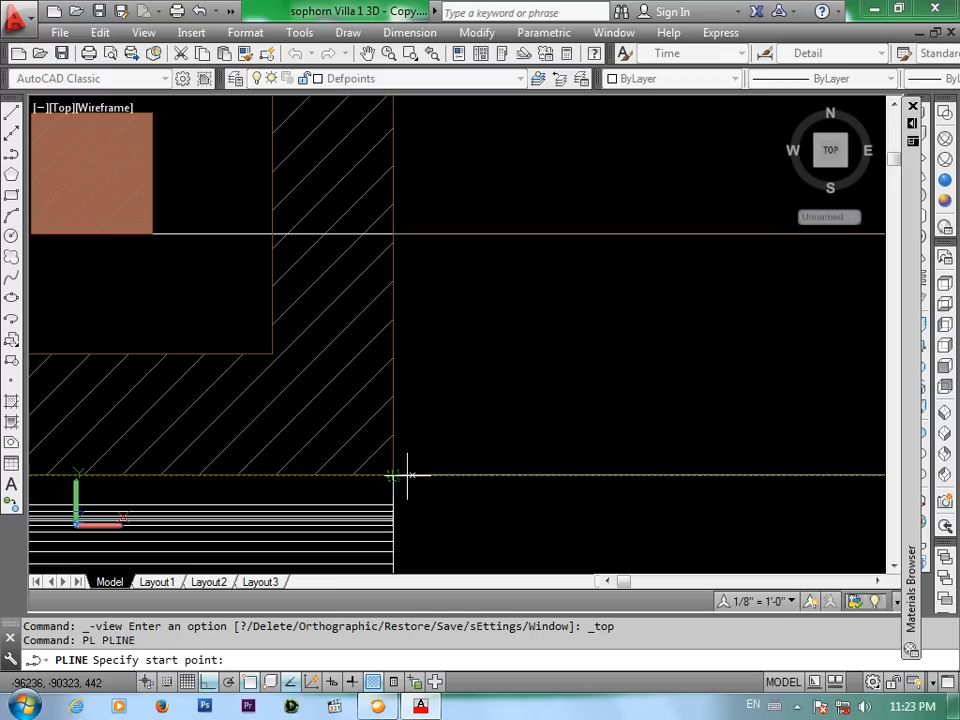 sophorn Villa 1 3D - Copy....
Type a keyword or phrase
Sign In
File Edit View Insert Format Tools Draw Dimension Modify Parametric Window Help Express
Time Detail Standar
AutoCAD Classic Defpoints ByLayer ByLayer ByL
[−][Top][Wireframe]
N
W TOP E
S
Unnamed
Y
X
Model Layout1 Layout2 Layout3
1/8" = 1'-0"
Materials Browser
Command: _-view Enter an option [?/Delete/Orthographic/Restore/Save/sEttings/Window]: _top
Command: PL PLINE
PLINE Specify start point:
-96236, -90323, 442
MODEL
EN
11:23 PM